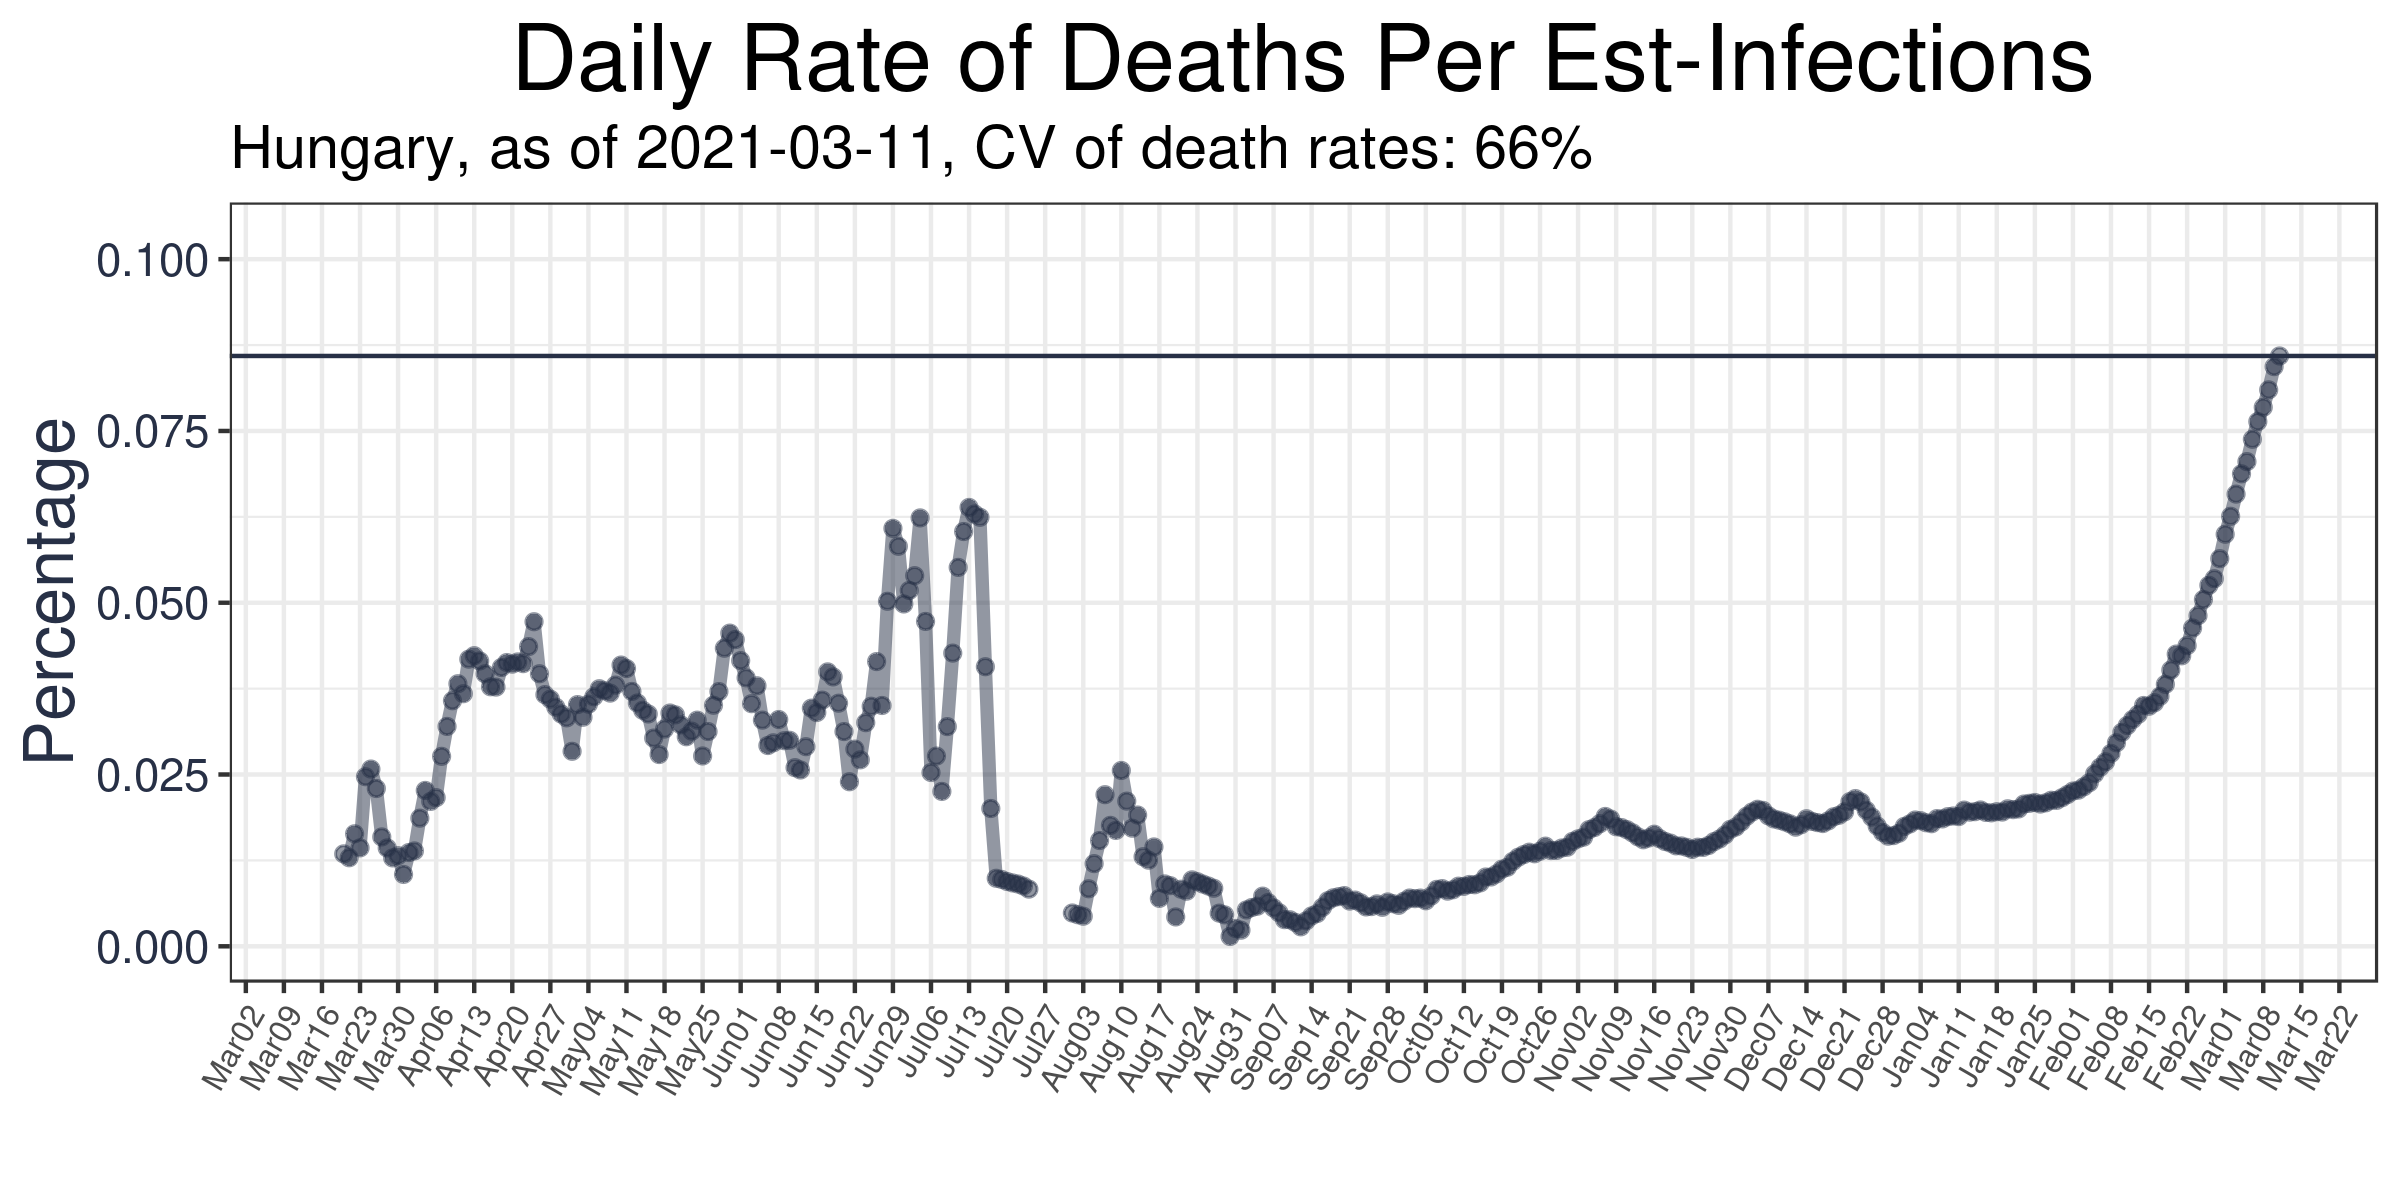 Daily Rate of Deaths Per Est-Infections
Hungary, as of 2021-03-11, CV of death rates: 66%
Percentage
0.100
0.075
0.050
0.025
0.000
Mar02
Mar09
Mar16
Mar23
Mar30
Apr06
Apr13
Apr20
Apr27
May04
May11
May18
May25
Jun01
Jun08
Jun15
Jun22
Jun29
Jul06
Jul13
Jul20
Jul27
Aug03
Aug10
Aug17
Aug24
Aug31
Sep07
Sep14
Sep21
Sep28
Oct05
Oct12
Oct19
Oct26
Nov02
Nov09
Nov16
Nov23
Nov30
Dec07
Dec14
Dec21
Dec28
Jan04
Jan11
Jan18
Jan25
Feb01
Feb08
Feb15
Feb22
Mar01
Mar08
Mar15
Mar22